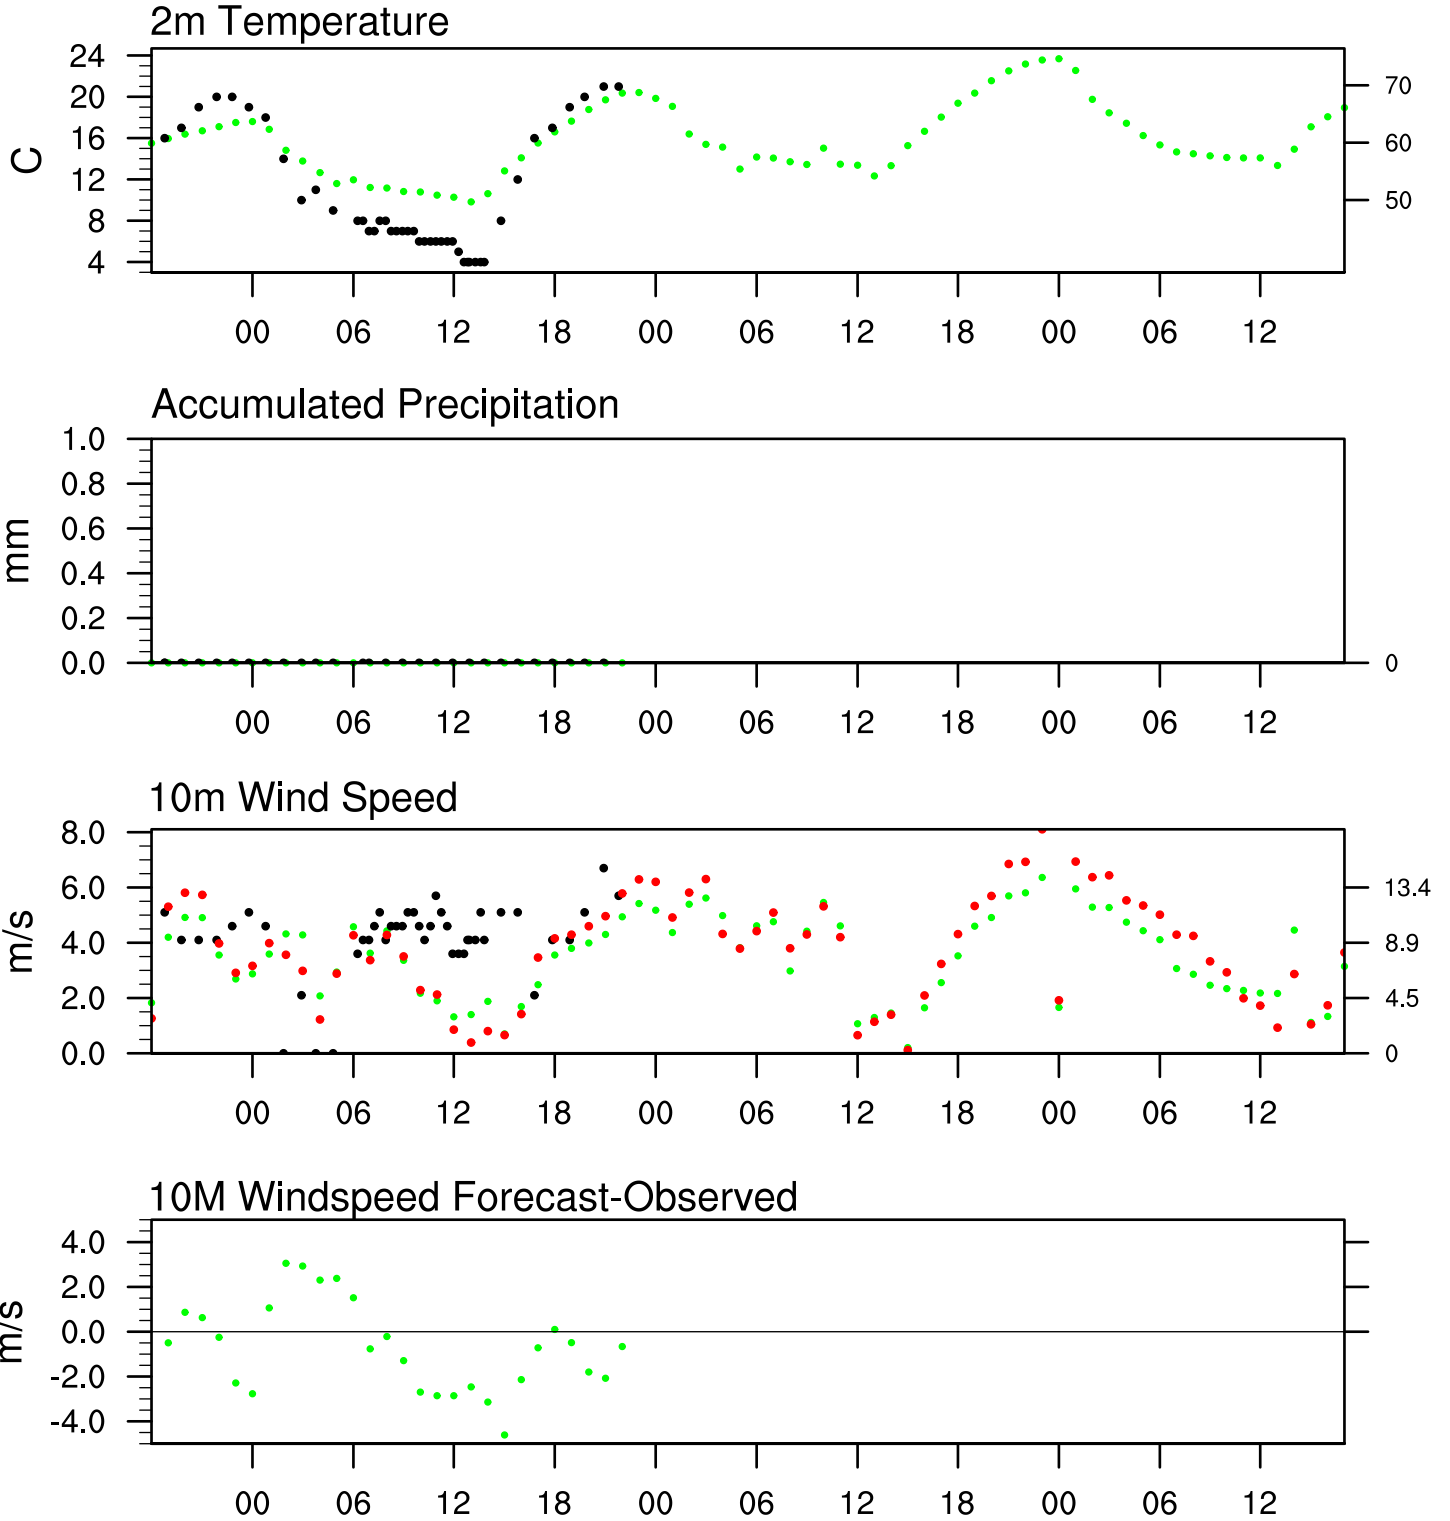 2m Temperature
24
20
16
12
8
4
C
70
60
50
00 06 12 18 00 06 12 18 00 06 12
Accumulated Precipitation
1.0
0.8
0.6
0.4
0.2
0.0
mm
0
00 06 12 18 00 06 12 18 00 06 12
10m Wind Speed
8.0
6.0
4.0
2.0
0.0
m/s
13.4
8.9
4.5
0
00 06 12 18 00 06 12 18 00 06 12
10M Windspeed Forecast-Observed
4.0
2.0
0.0
-2.0
-4.0
m/s
00 06 12 18 00 06 12 18 00 06 12